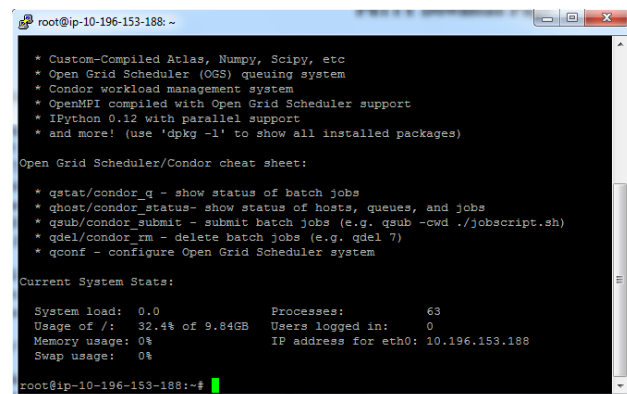 root@ip-10-196-153-188: ~
* Custom-Compiled Atlas, Numpy, Scipy, etc
* Open Grid Scheduler (OGS) queuing system
* Condor workload management system
* OpenMPI compiled with Open Grid Scheduler support
* IPython 0.12 with parallel support
* and more! (use 'dpkg -l' to show all installed packages)
Open Grid Scheduler/Condor cheat sheet:
* qstat/condor_q - show status of batch jobs
* qhost/condor_status- show status of hosts, queues, and jobs
* qsub/condor_submit - submit batch jobs (e.g. qsub -cwd ./jobscript.sh)
* qdel/condor_rm - delete batch jobs (e.g. qdel 7)
* qconf - configure Open Grid Scheduler system
Current System Stats:
System load: 0.0 Processes: 63
Usage of /: 32.4% of 9.84GB Users logged in: 0
Memory usage: 0% IP address for eth0: 10.196.153.188
Swap usage: 0%
root@ip-10-196-153-188:~#